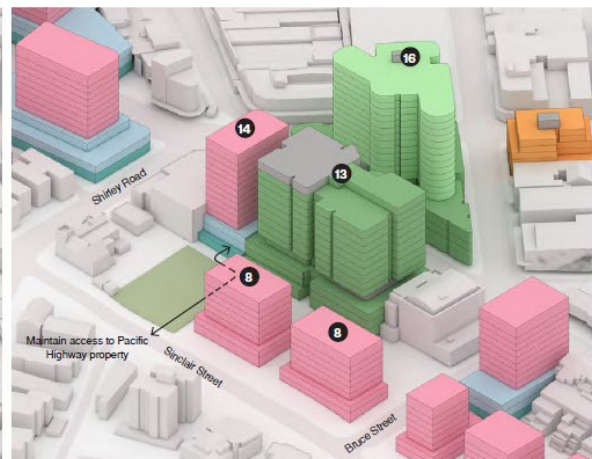 16
14
13
Shirley Road
8
8
Maintain access to Pacific
Highway property
Sinclair Street
Bruce Street